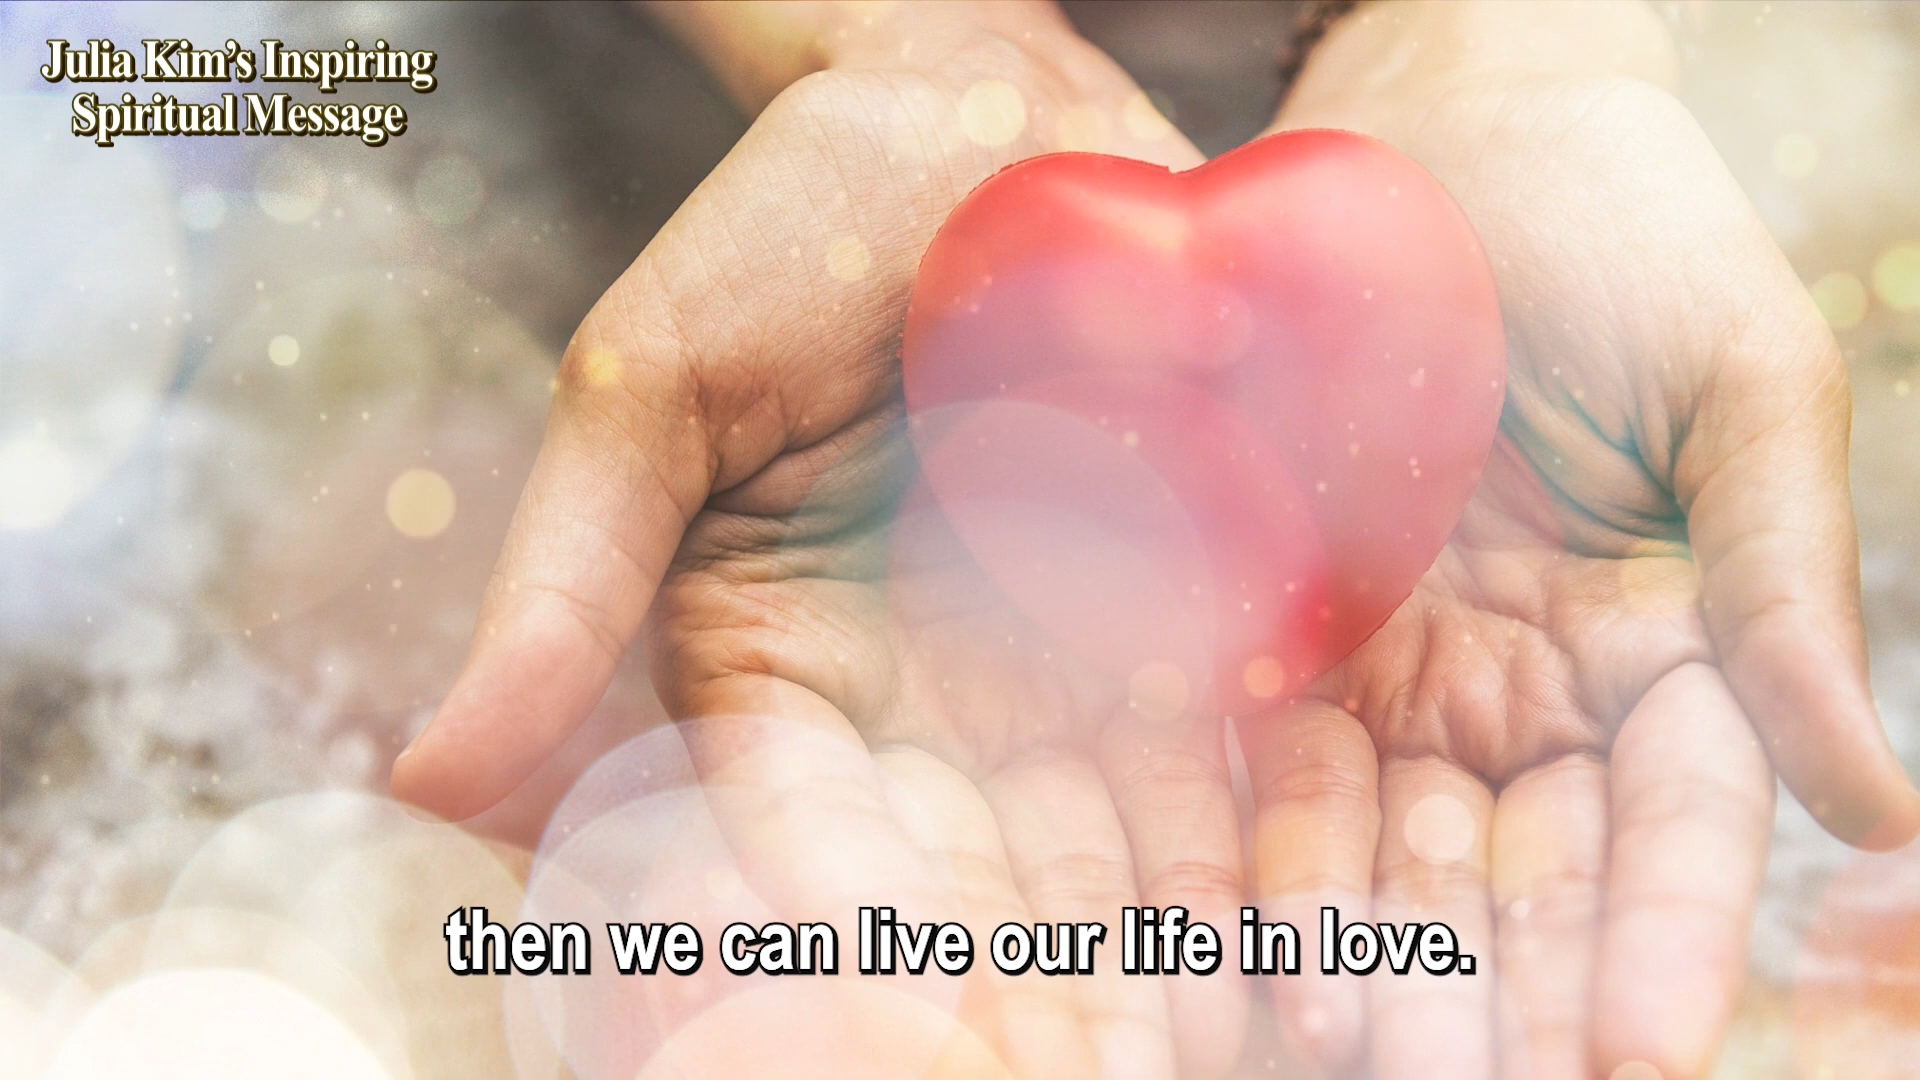 Julia Kim’s Inspiring
Spiritual Message
then we can live our life in love.